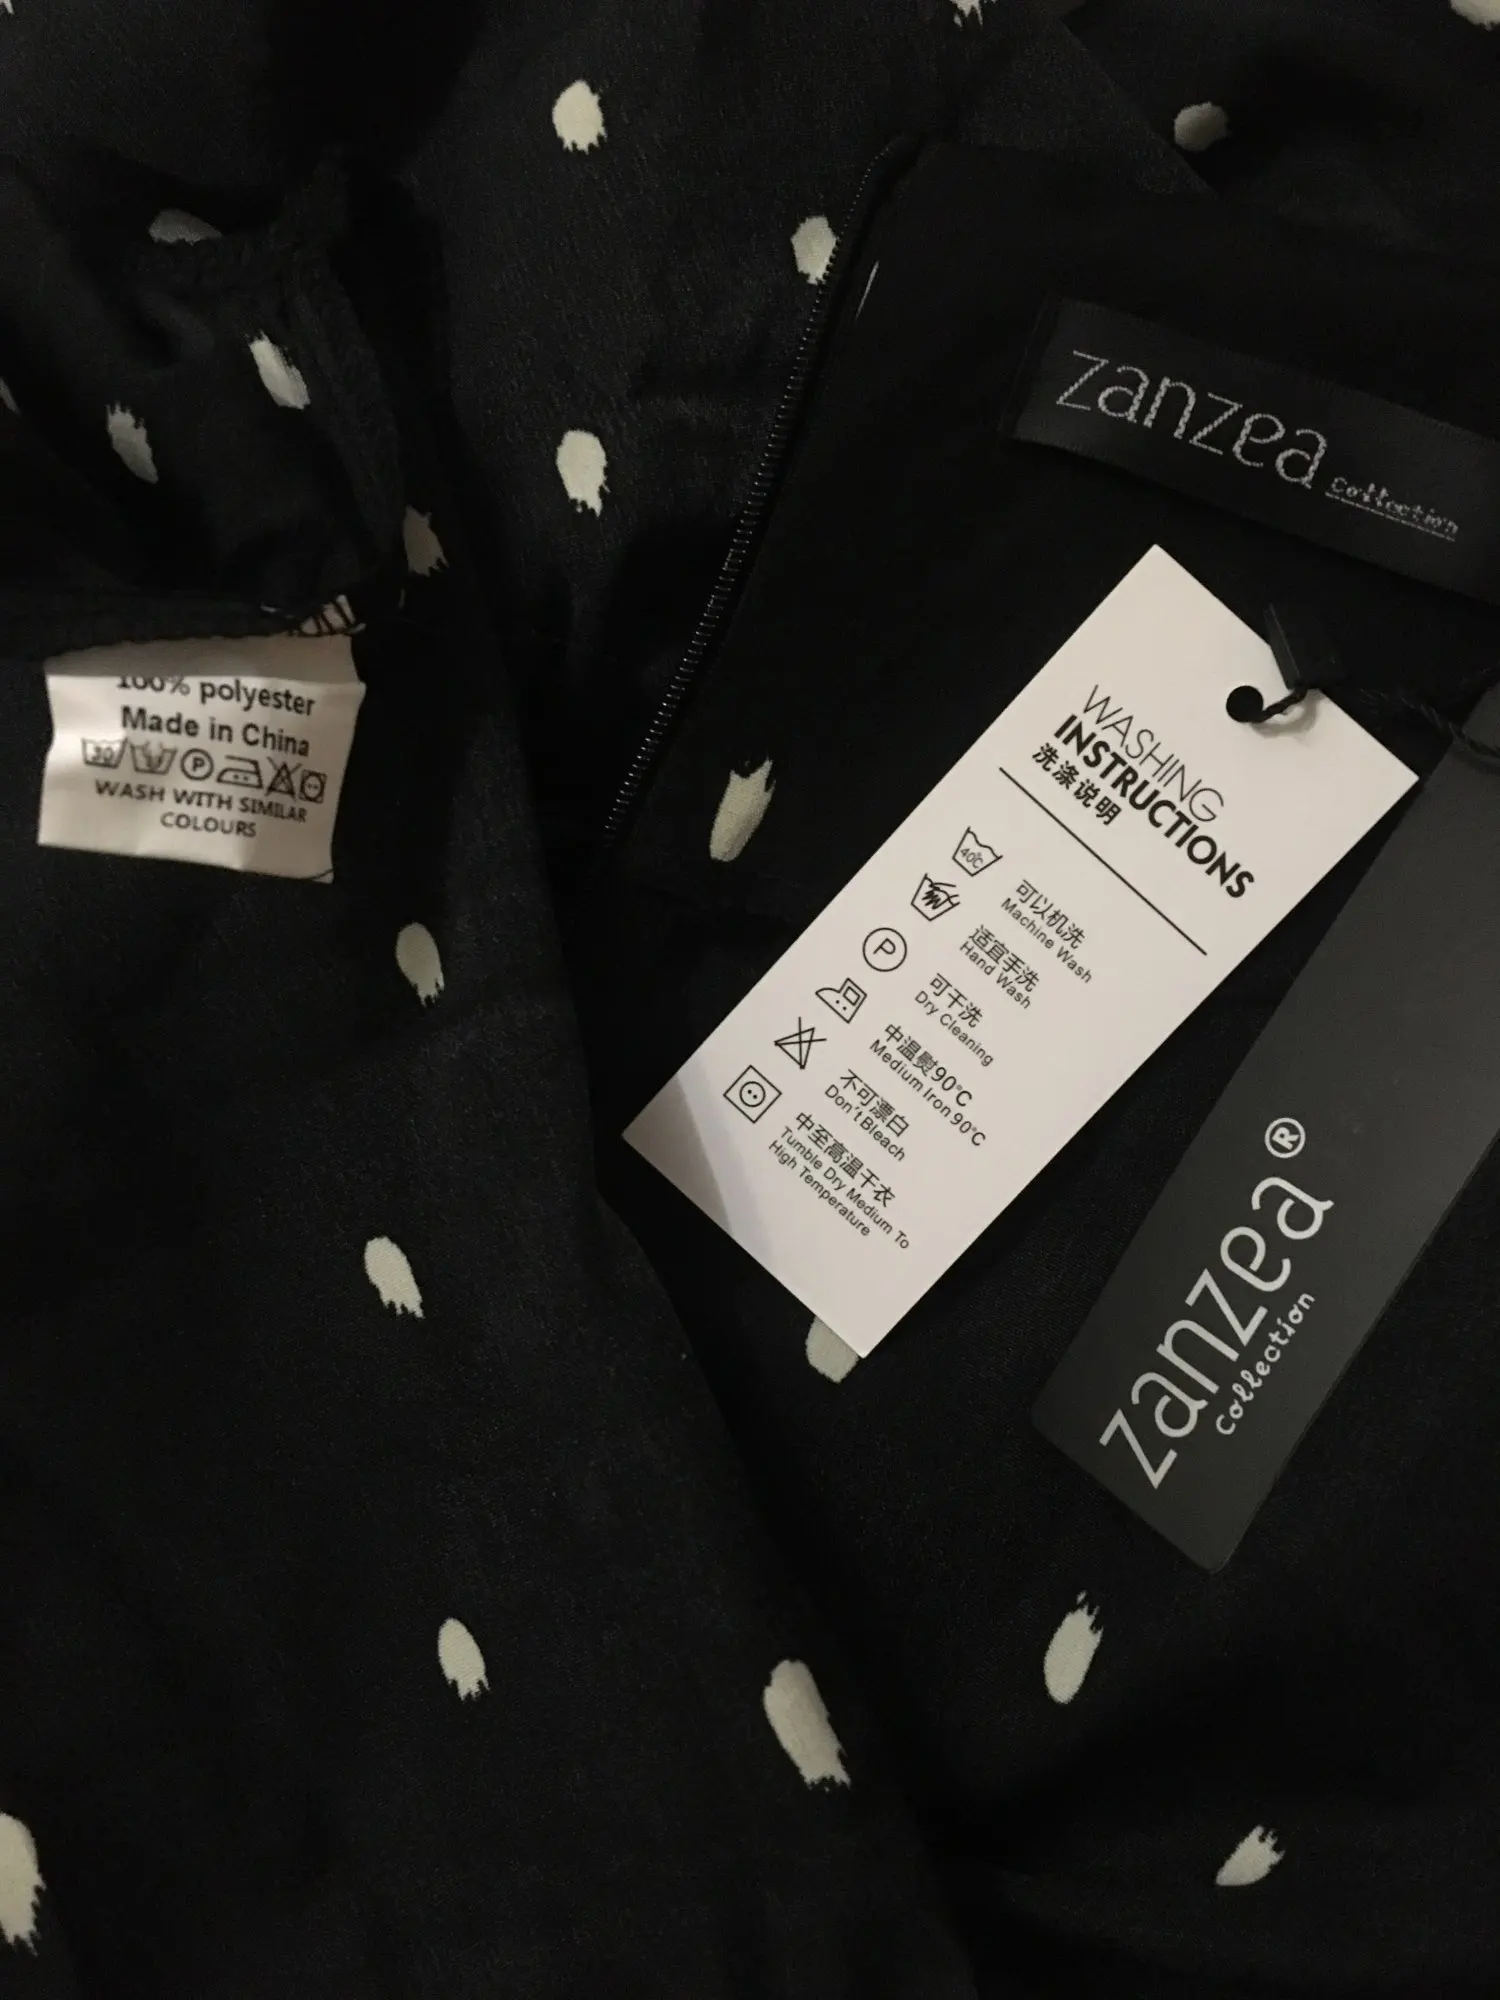 zanzea
collection
100% polyester
Made in China
30 P
WASH WITH SIMILAR
COLOURS
WASHING
INSTRUCTIONS
洗涤说明
40℃
可以机洗
Machine Wash
适宜手洗
Hand Wash
P
可干洗
Dry Cleaning
中温熨90°C
Medium Iron 90°C
不可漂白
Don't Bleach
中至高温干衣
Tumble Dry Medium To
High Temperature
zanzea®
Collection